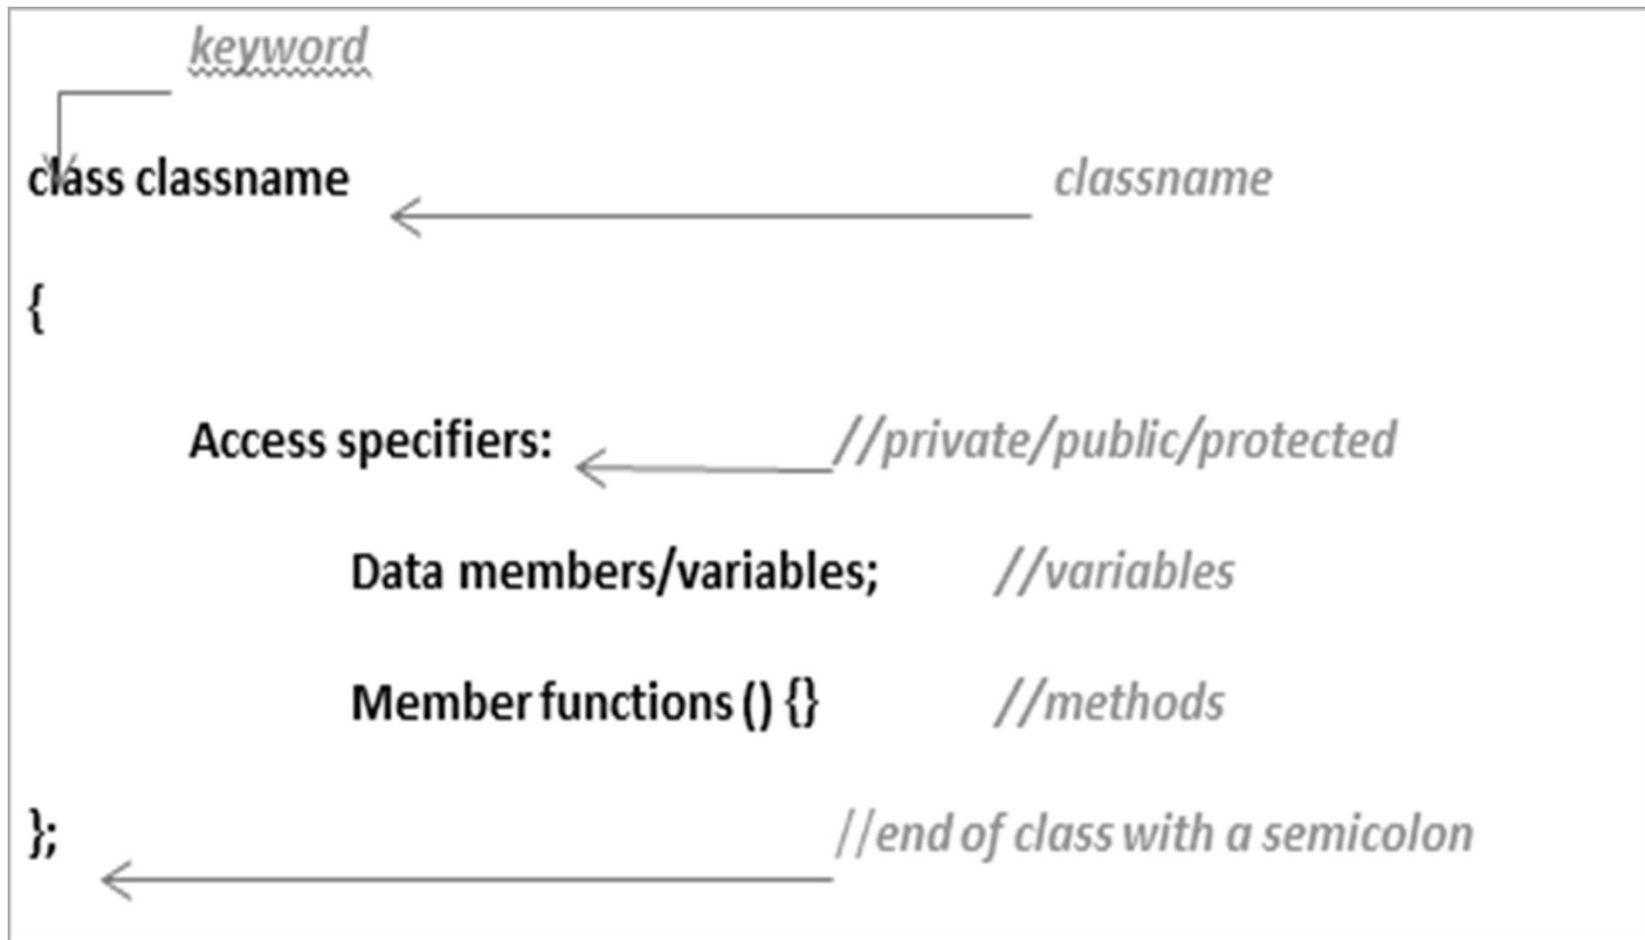 keyword
class classname classname
{
Access specifiers: //private/public/protected
Data members/variables; //variables
Member functions () {} //methods
}; //end of class with a semicolon